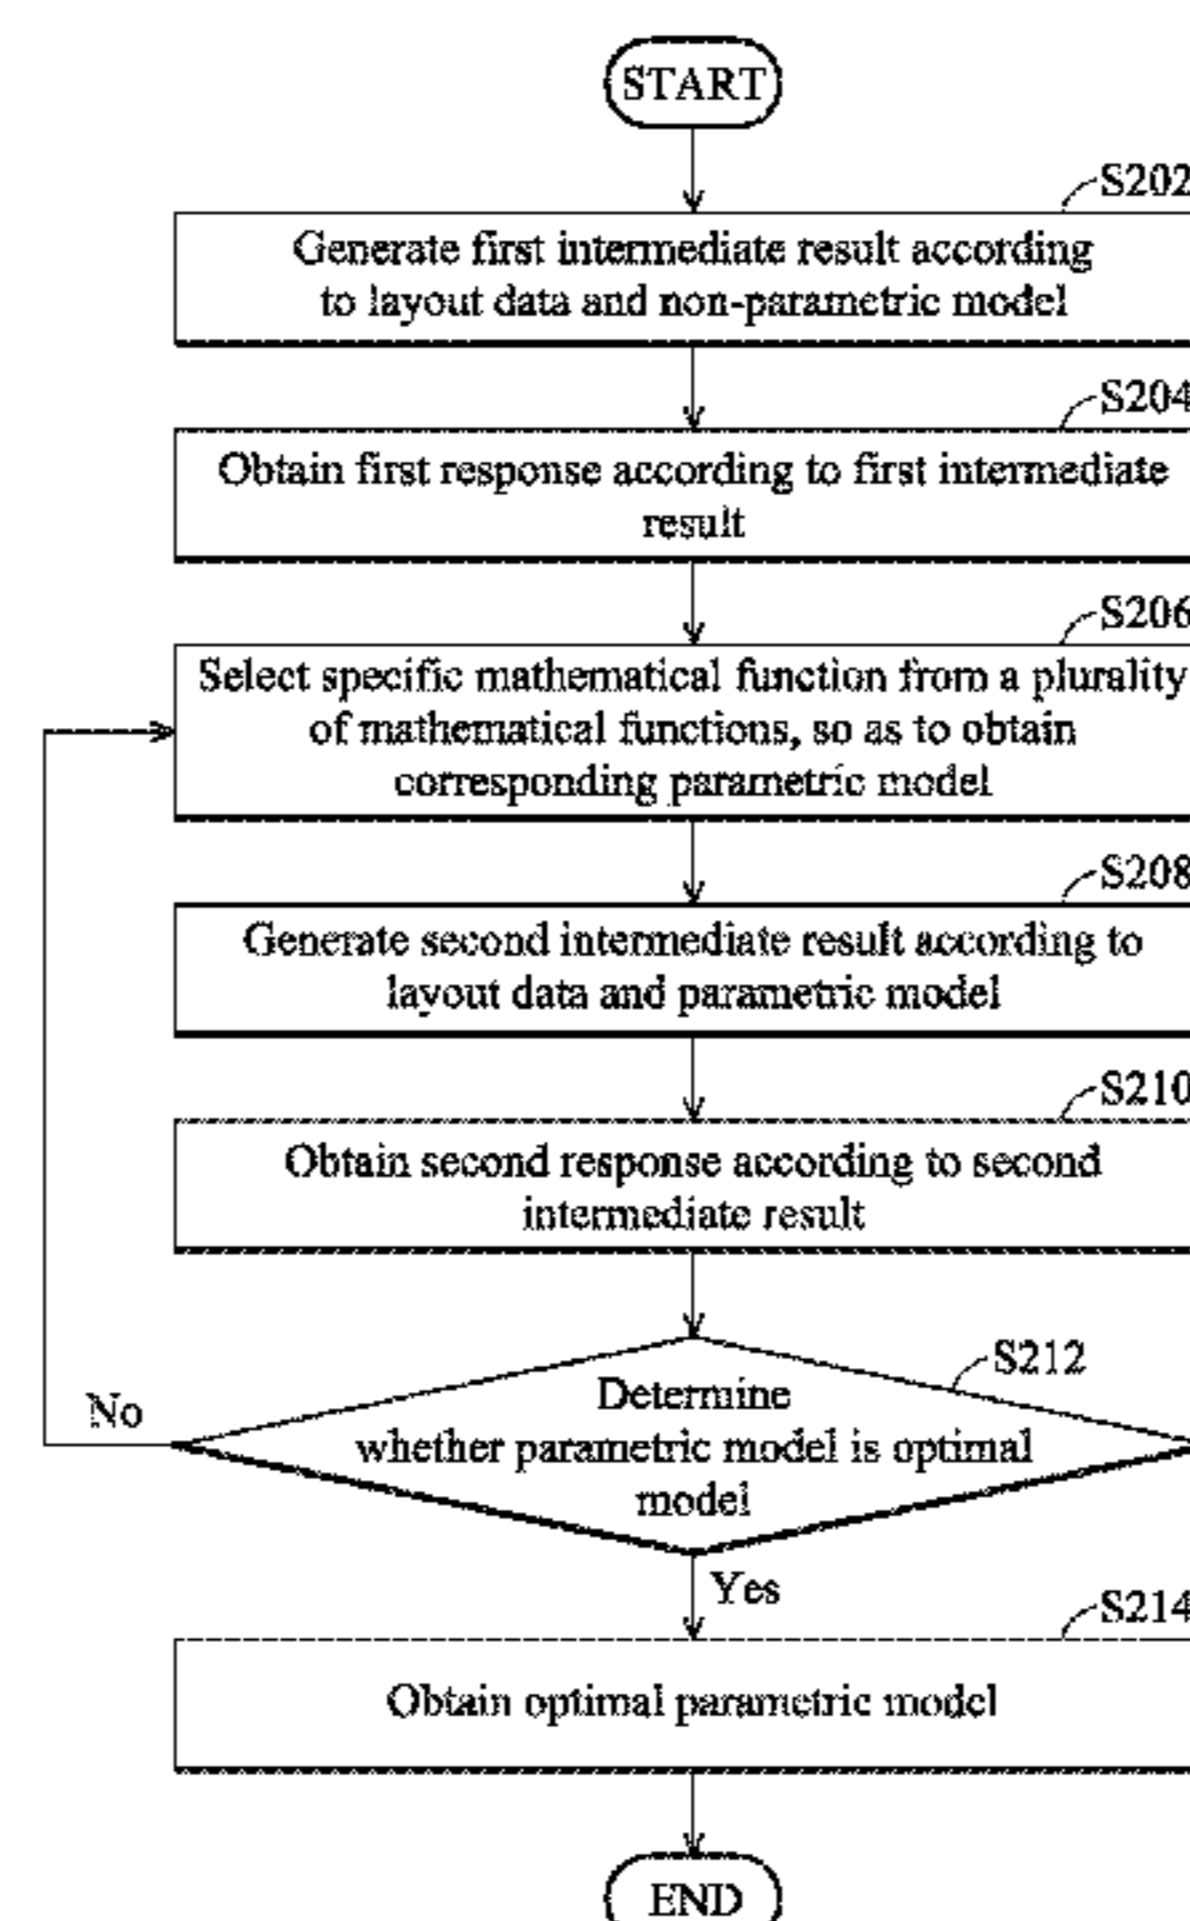 START
S202
Generate first intermediate result according
to layout data and non-parametric model
S204
Obtain first response according to first intermediate
result
S206
Select specific mathematical function from a plurality
of mathematical functions, so as to obtain
corresponding parametric model
S208
Generate second intermediate result according to
layout data and parametric model
S210
Obtain second response according to second
intermediate result
S212
Determine
whether parametric model is optimal
model
No
Yes
S214
Obtain optimal parametric model
END